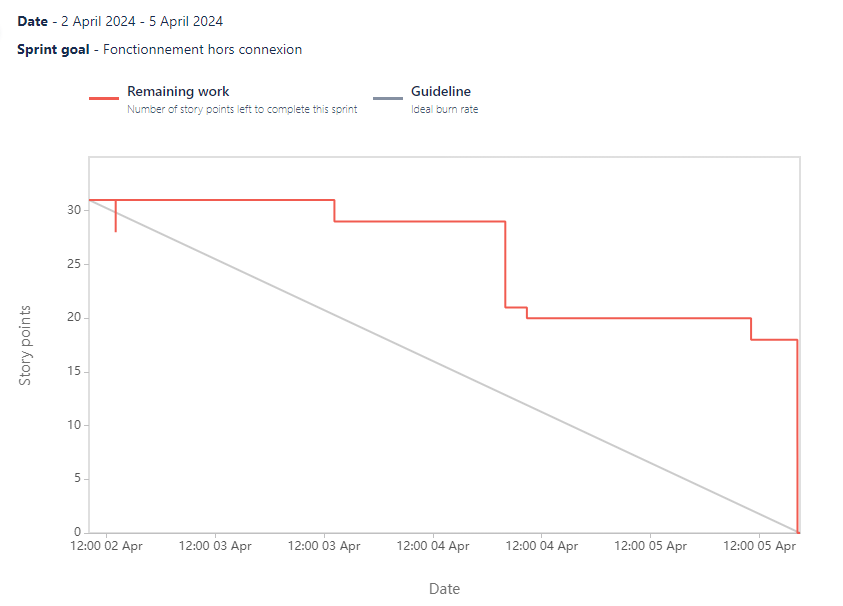 Date - 2 April 2024 - 5 April 2024
Sprint goal - Fonctionnement hors connexion
Remaining work
Number of story points left to complete this sprint
Guideline
Ideal burn rate
Story points
30
25
20
15
10
5
0
12:00 02 Apr
12:00 03 Apr
12:00 03 Apr
12:00 04 Apr
12:00 04 Apr
12:00 05 Apr
12:00 05 Apr
Date